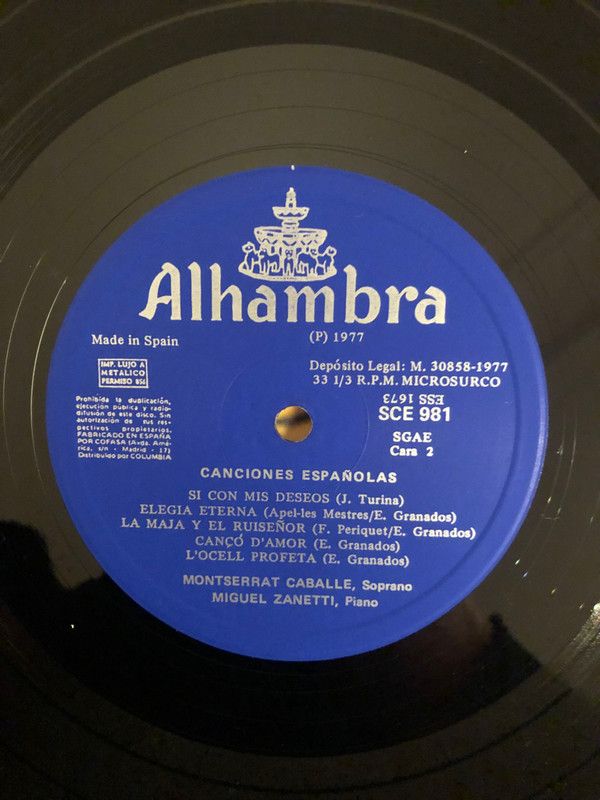 Alhambra
Made in Spain
(P) 1977
IMP. LUJO A
METALICO
PERMISO 856
Depósito Legal: M. 30858-1977
33 1/3 R.P.M. MICROSURCO
Prohibida la duplicación,
ejecución pública y radio-
difusión de este disco. Sin
autorización de sus res-
pectivos propietarios.
FABRICADO EN ESPAÑA
POR COFASA (Avda. Amé-
rica, s/n - Madrid - 17)
Distribuido por COLUMBIA
ESS 1673
SCE 981
SGAE
Cara 2
CANCIONES ESPAÑOLAS
SI CON MIS DESEOS (J. Turina)
ELEGIA ETERNA (Apel-les Mestres/E. Granados)
LA MAJA Y EL RUISEÑOR (F. Periquet/E. Granados)
CANÇÓ D'AMOR (E. Granados)
L'OCELL PROFETA (E. Granados)
MONTSERRAT CABALLE, Soprano
MIGUEL ZANETTI, Piano